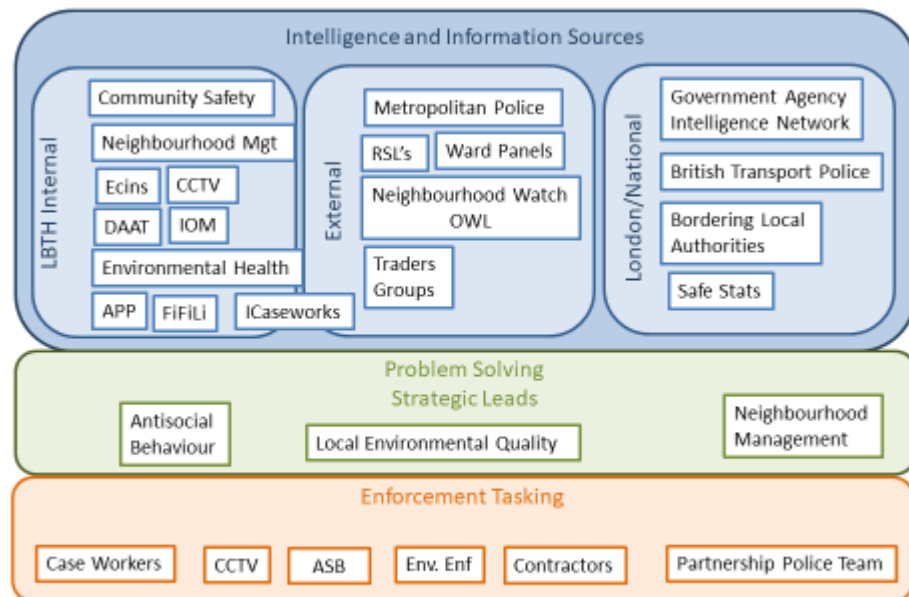 Intelligence and Information Sources
LBTH Internal
Community Safety
Neighbourhood Mgt
Ecins
CCTV
DAAT
IOM
Environmental Health
APP
FiFiLi
ICaseworks
External
Metropolitan Police
RSL's
Ward Panels
Neighbourhood Watch
OWL
Traders
Groups
London/National
Government Agency
Intelligence Network
British Transport Police
Bordering Local
Authorities
Safe Stats
Problem Solving
Strategic Leads
Antisocial
Behaviour
Local Environmental Quality
Neighbourhood
Management
Enforcement Tasking
Case Workers
CCTV
ASB
Env. Enf
Contractors
Partnership Police Team